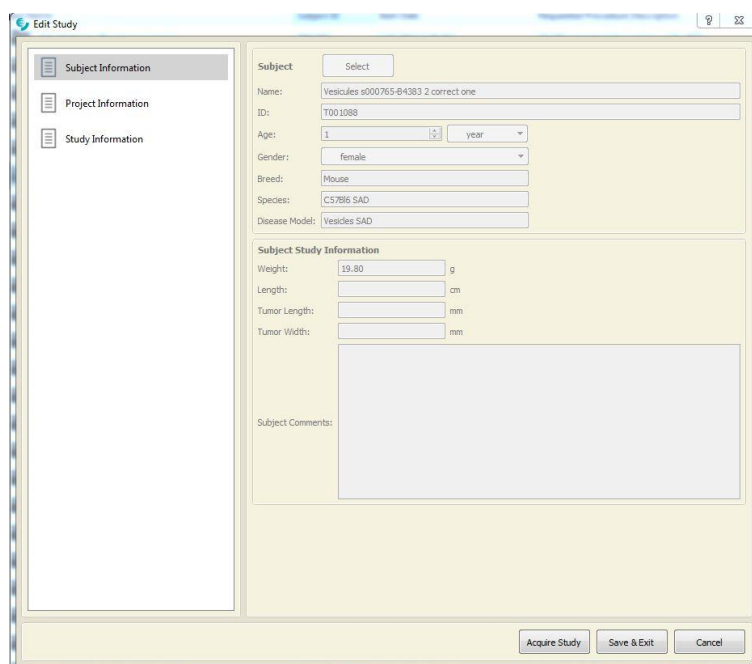 Edit Study
Subject Information
Project Information
Study Information
Subject Select
Name: Vesicules s000765-B4383 2 correct one
ID: T001088
Age: 1 year
Gender: female
Breed: Mouse
Species: C57Bl6 SAD
Disease Model: Vesicles SAD
Subject Study Information
Weight: 19.80 g
Length: cm
Tumor Length: mm
Tumor Width: mm
Subject Comments:
Acquire Study Save & Exit Cancel